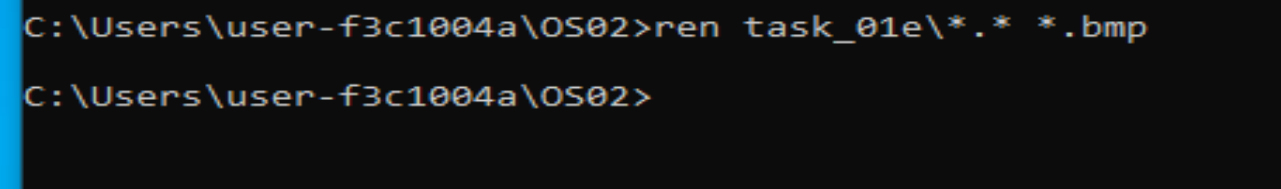 C:\Users\user-f3c1004a\OS02>ren task_01e\*.* *.bmp
C:\Users\user-f3c1004a\OS02>